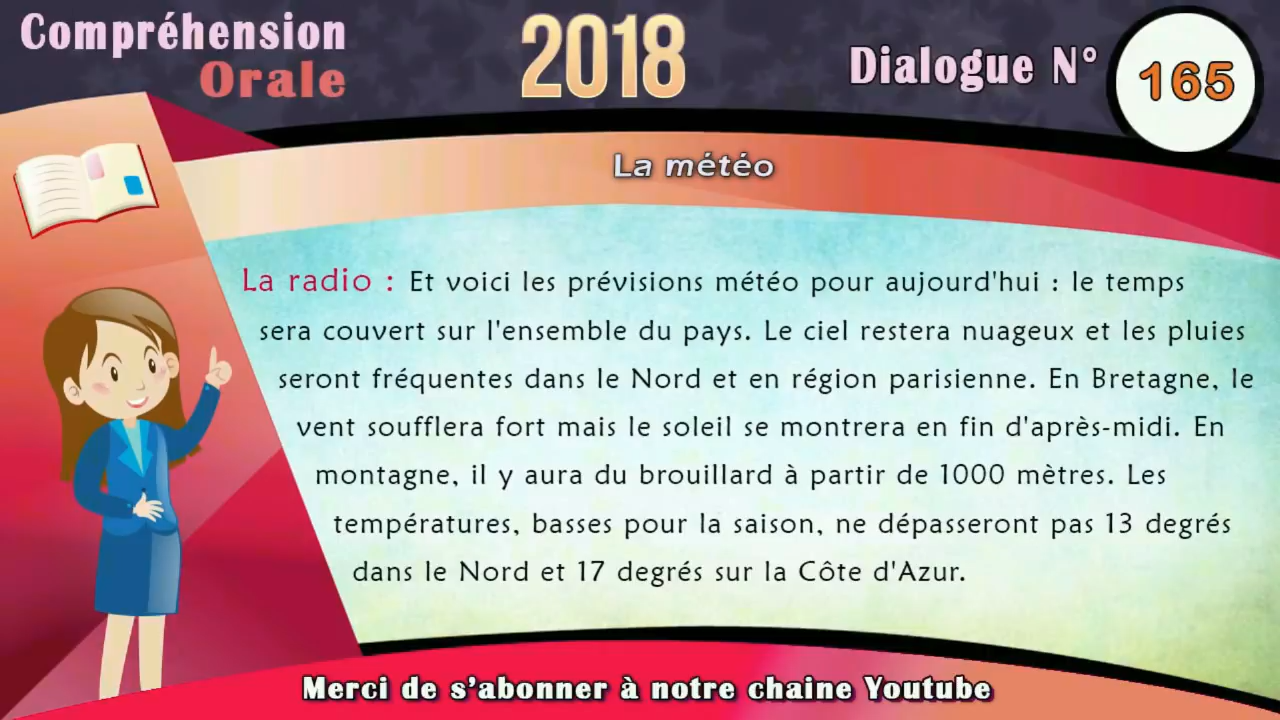 Compréhension
Orale
2018
Dialogue N°
165
La météo
La radio : Et voici les prévisions météo pour aujourd'hui : le temps
sera couvert sur l'ensemble du pays. Le ciel restera nuageux et les pluies
seront fréquentes dans le Nord et en région parisienne. En Bretagne, le
vent soufflera fort mais le soleil se montrera en fin d'après-midi. En
montagne, il y aura du brouillard à partir de 1000 mètres. Les
températures, basses pour la saison, ne dépasseront pas 13 degrés
dans le Nord et 17 degrés sur la Côte d'Azur.
Merci de s'abonner à notre chaine Youtube